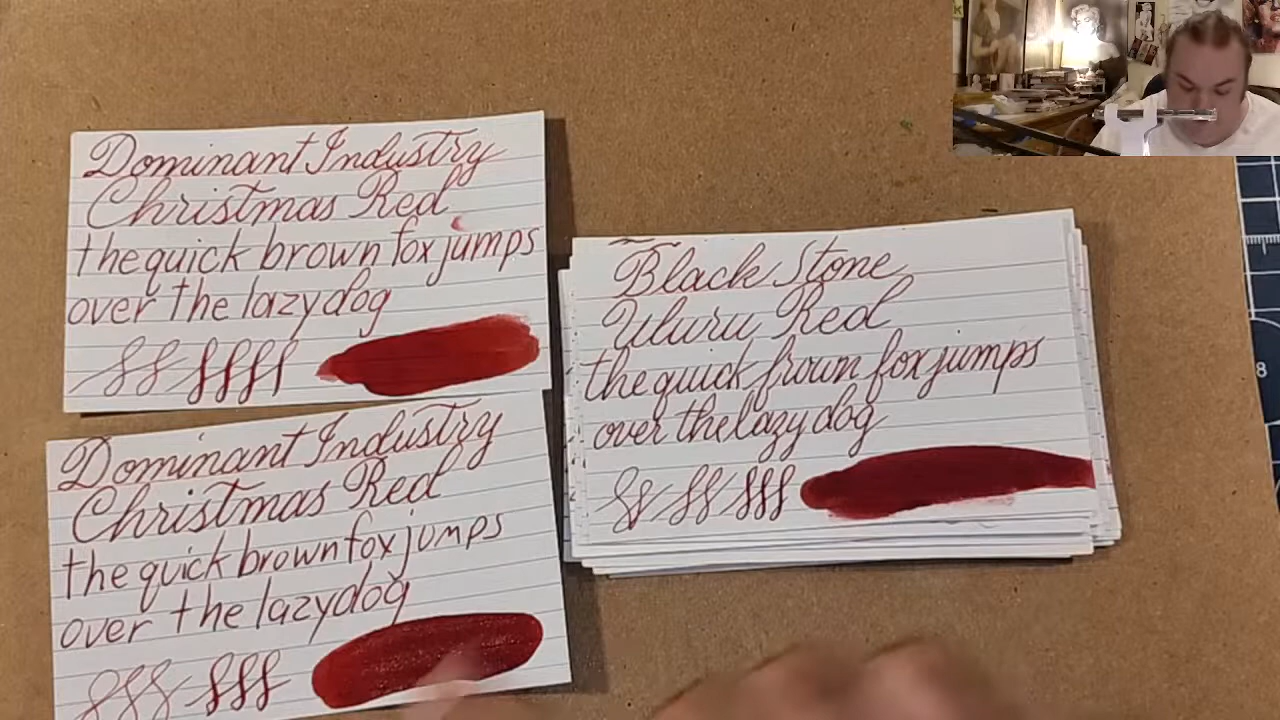 Dominant Industry
Christmas Red
the quick brown fox jumps
over the lazy dog
Dominant Industry
Christmas Red
the quick brown fox jumps
over the lazy dog
Black Stone
Uluru Red
the quick frown fox jumps
over the lazy dog
8